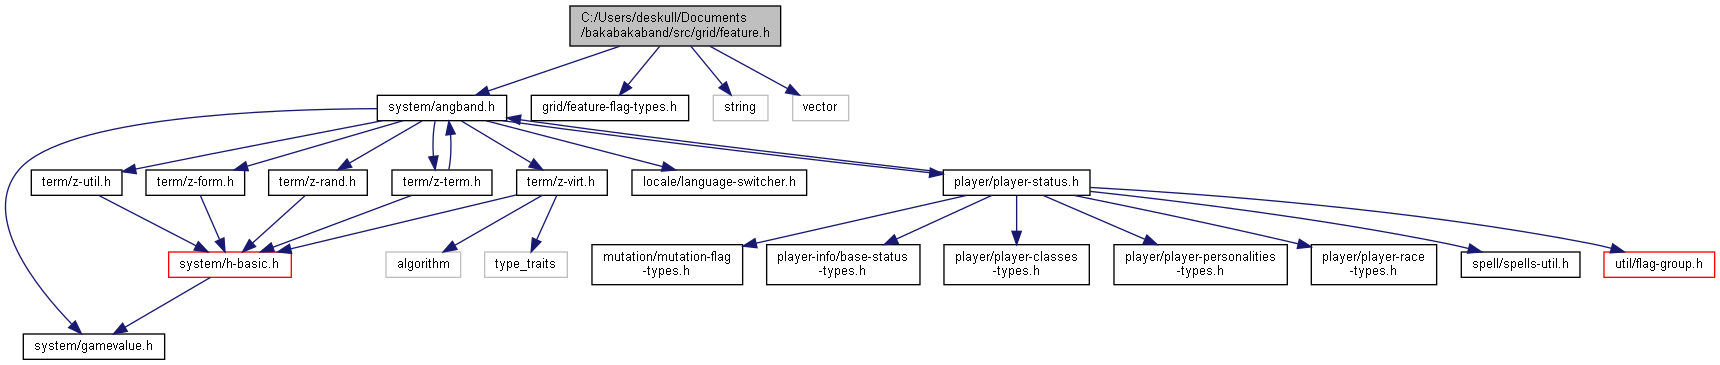 C:/Users/deskull/Documents
/bakabakaband/src/grid/feature.h
system/angband.h
grid/feature-flag-types.h
string
vector
term/z-util.h
term/z-form.h
term/z-rand.h
term/z-term.h
term/z-virt.h
locale/language-switcher.h
player/player-status.h
system/h-basic.h
algorithm
type_traits
mutation/mutation-flag
-types.h
player-info/base-status
-types.h
player/player-classes
-types.h
player/player-personalities
-types.h
player/player-race
-types.h
spell/spells-util.h
util/flag-group.h
system/gamevalue.h